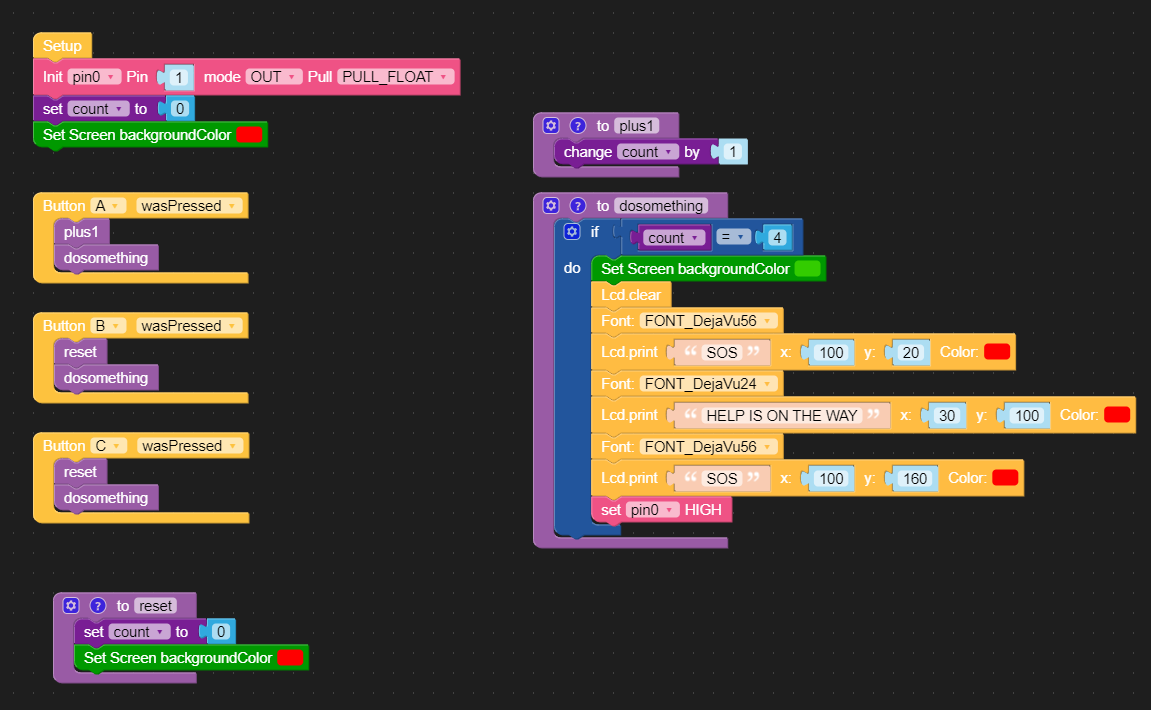 Setup
Init pin0 Pin 1 mode OUT Pull PULL_FLOAT
set count to 0
Set Screen backgroundColor
Button A wasPressed
plus1
dosomething
Button B wasPressed
reset
dosomething
Button C wasPressed
reset
dosomething
? to reset
set count to 0
Set Screen backgroundColor
? to plus1
change count by 1
? to dosomething
if count = 4
do Set Screen backgroundColor
Lcd.clear
Font: FONT_DejaVu56
Lcd.print “ SOS ” x: 100 y: 20 Color:
Font: FONT_DejaVu24
Lcd.print “ HELP IS ON THE WAY ” x: 30 y: 100 Color:
Font: FONT_DejaVu56
Lcd.print “ SOS ” x: 100 y: 160 Color:
set pin0 HIGH